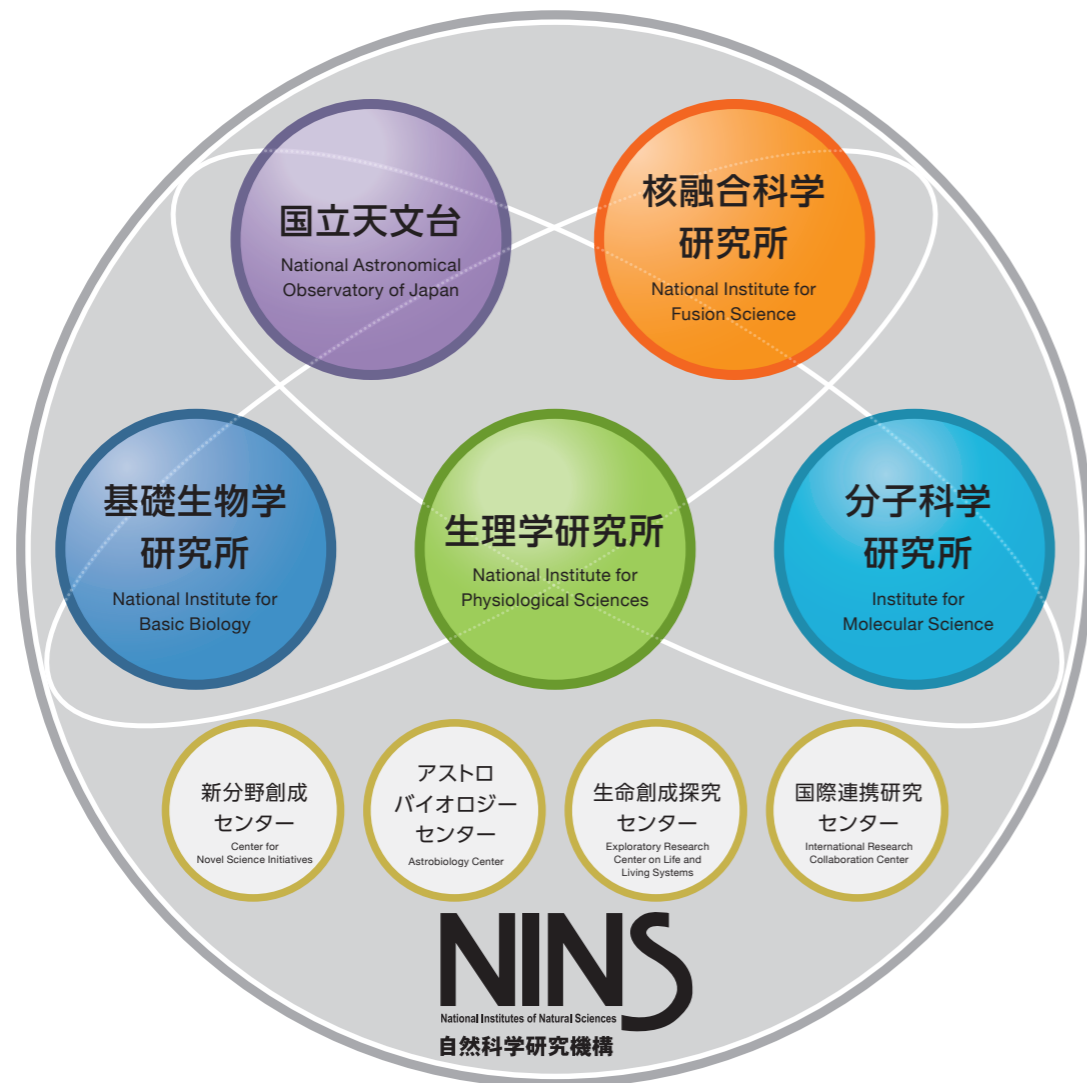 国立天文台
National Astronomical
Observatory of Japan
核融合科学
研究所
National Institute for
Fusion Science
基礎生物学
研究所
National Institute for
Basic Biology
生理学研究所
National Institute for
Physiological Sciences
分子科学
研究所
Institute for
Molecular Science
新分野創成
センター
Center for
Novel Science Initiatives
アストロ
バイオロジー
センター
Astrobiology Center
生命創成探究
センター
Exploratory Research
Center on Life and
Living Systems
国際連携研究
センター
International Research
Collaboration Center
NINS
National Institutes of Natural Sciences
自然科学研究機構